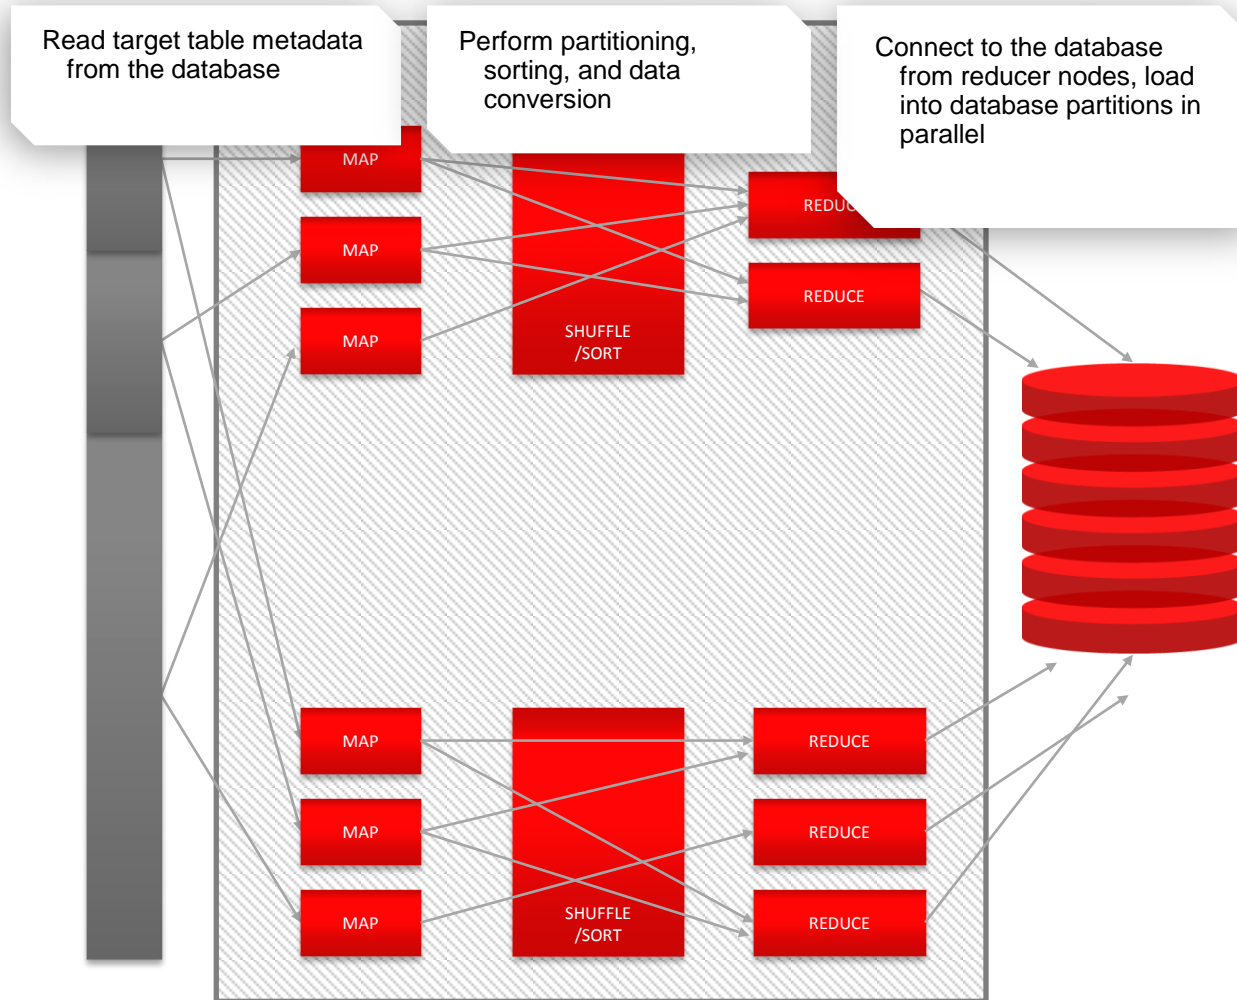 Read target table metadata
from the database
Perform partitioning,
sorting, and data
conversion
Connect to the database
from reducer nodes, load
into database partitions in
parallel
MAP
MAP
MAP
SHUFFLE
/SORT
REDUC
REDUCE
MAP
MAP
MAP
SHUFFLE
/SORT
REDUCE
REDUCE
REDUCE